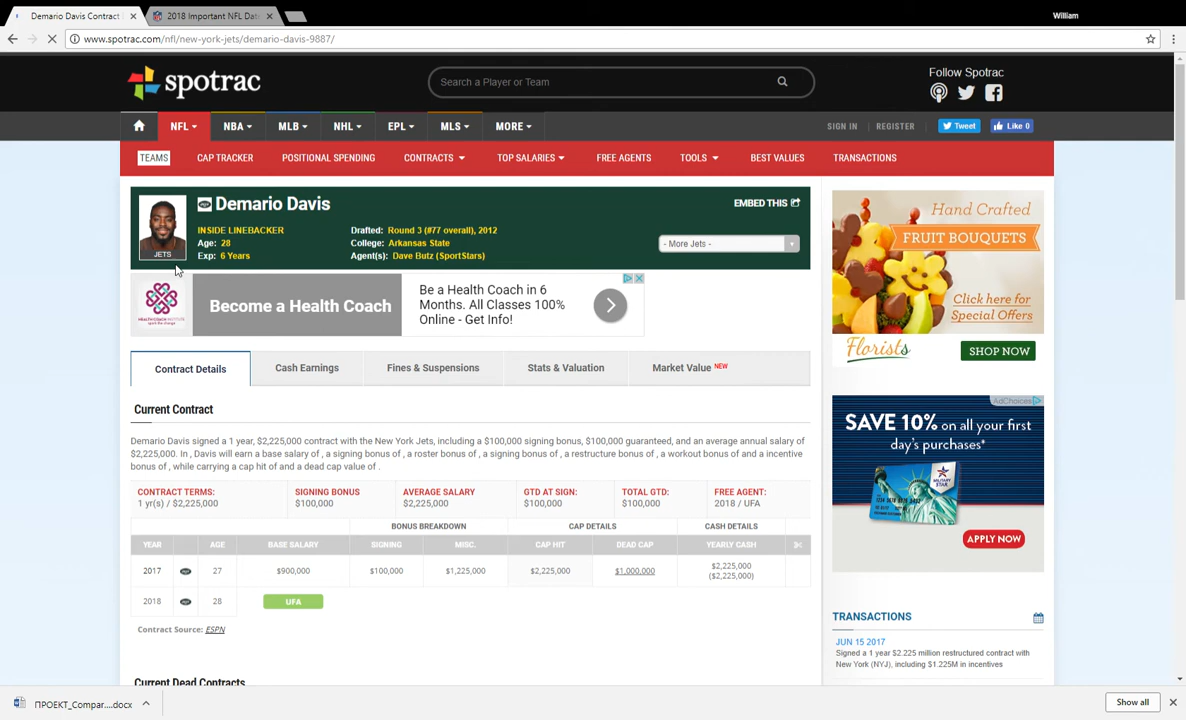 Demario Davis Contract
2018 Important NFL Dat
William
www.spotrac.com/nfl/new-york-jets/demario-davis-9887/
spotrac
Search a Player or Team
Follow Spotrac
NFL NBA MLB NHL EPL MLS MORE
SIGN IN REGISTER Tweet Like 0
TEAMS CAP TRACKER POSITIONAL SPENDING CONTRACTS TOP SALARIES FREE AGENTS TOOLS BEST VALUES TRANSACTIONS
Demario Davis
EMBED THIS
INSIDE LINEBACKER
Age: 28
Exp: 6 Years
JETS
Drafted: Round 3 (#77 overall), 2012
College: Arkansas State
Agent(s): Dave Butz (SportStars)
- More Jets -
Become a Health Coach
Be a Health Coach in 6
Months. All Classes 100%
Online - Get Info!
Hand Crafted
FRUIT BOUQUETS
Click here for
Special Offers
Florists
SHOP NOW
Contract Details
Cash Earnings
Fines & Suspensions
Stats & Valuation
Market Value NEW
Current Contract
Demario Davis signed a 1 year, $2,225,000 contract with the New York Jets, including a $100,000 signing bonus, $100,000 guaranteed, and an average annual salary of
$2,225,000. In , Davis will earn a base salary of , a signing bonus of , a roster bonus of , a signing bonus of , a restructure bonus of , a workout bonus of and a incentive
bonus of , while carrying a cap hit of and a dead cap value of .
CONTRACT TERMS: SIGNING BONUS AVERAGE SALARY GTD AT SIGN: TOTAL GTD: FREE AGENT:
1 yr(s) / $2,225,000 $100,000 $2,225,000 $100,000 $100,000 2018 / UFA
BONUS BREAKDOWN CAP DETAILS CASH DETAILS
YEAR AGE BASE SALARY SIGNING MISC. CAP HIT DEAD CAP YEARLY CASH
2017 27 $900,000 $100,000 $1,225,000 $2,225,000 $1,000,000 $2,225,000
($2,225,000)
2018 28 UFA
Contract Source: ESPN
Current Dead Contracts
AdChoices
SAVE 10% on all your first
day's purchases*
MILITARY
STAR
APPLY NOW
TRANSACTIONS
JUN 15 2017
Signed a 1 year $2.225 million restructured contract with
New York (NYJ), including $1.225M in incentives
ПРОЕКТ_Compar....docx
Show all